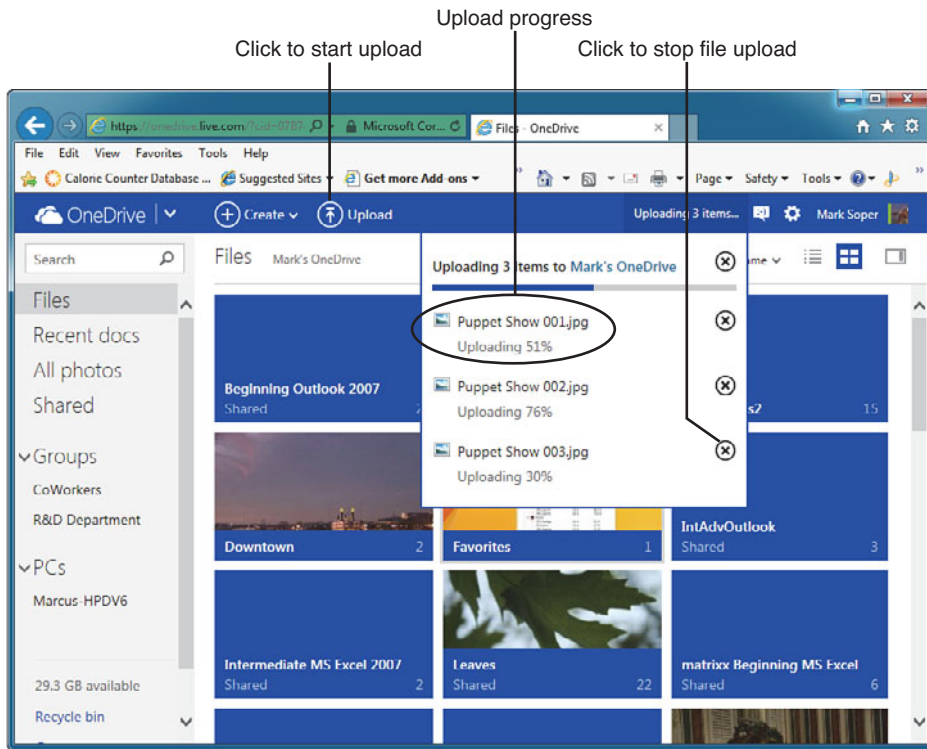 Upload progress
Click to start upload
Click to stop file upload
https://onedrive.live.com/?cid=0787
Microsoft Cor...
Files - OneDrive
File Edit View Favorites Tools Help
Calorie Counter Database ...
Suggested Sites
Get more Add-ons
Page
Safety
Tools
OneDrive
Create
Upload
Uploading 3 items...
Mark Soper
Search
Files
Recent docs
All photos
Shared
Groups
CoWorkers
R&D Department
PCs
Marcus-HPDV6
29.3 GB available
Recycle bin
Files Mark's OneDrive
Uploading 3 Items to Mark's OneDrive
Puppet Show 001.jpg
Uploading 51%
Puppet Show 002.jpg
Uploading 76%
Puppet Show 003.jpg
Uploading 30%
Beginning Outlook 2007
Shared 2
15
Downtown 2
Favorites 1
IntAdvOutlook
Shared 3
Intermediate MS Excel 2007
Shared 2
Leaves
Shared 22
matrixx Beginning MS Excel
Shared 6